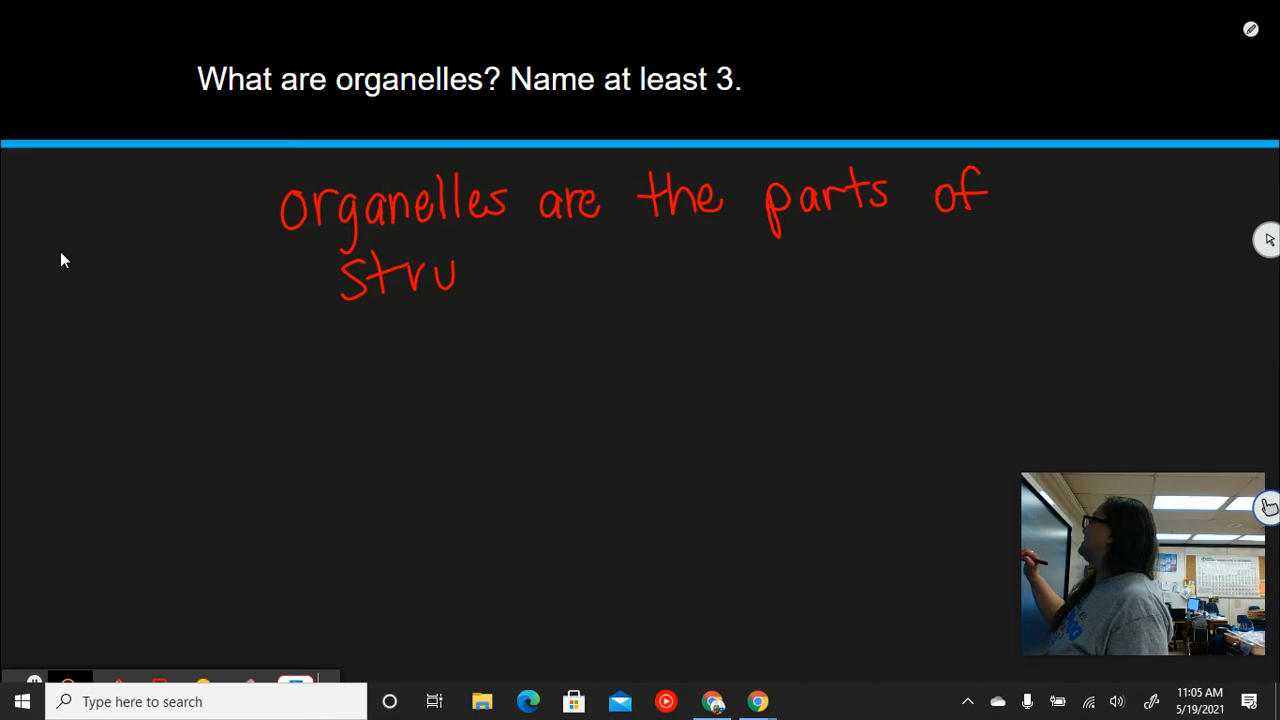 What are organelles? Name at least 3.
organelles are the parts of
stru
Type here to search
11:05 AM
5/19/2021